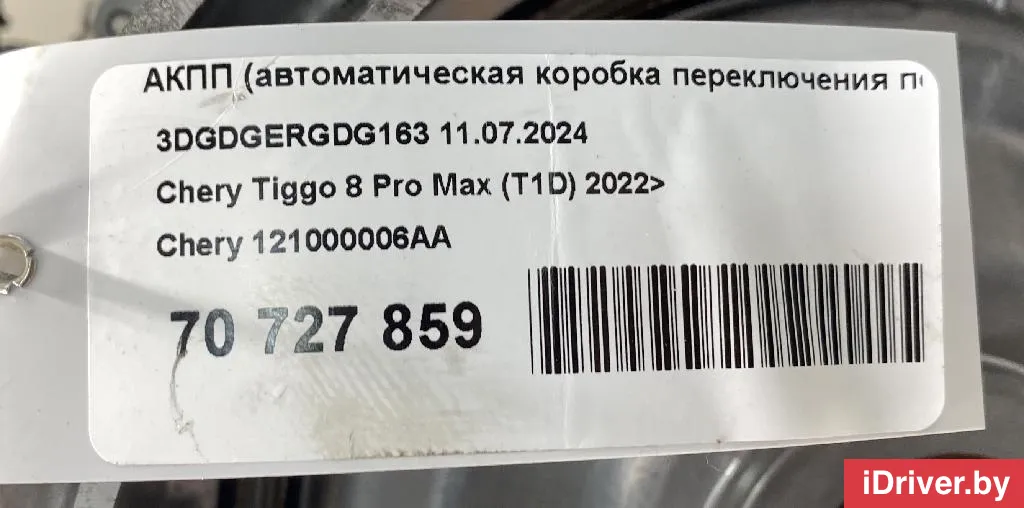 АКПП (автоматическая коробка переключения
3DGDGERGDG163 11.07.2024
Chery Tiggo 8 Pro Max (T1D) 2022>
Chery 121000006AA
70 727 859
iDriver.by